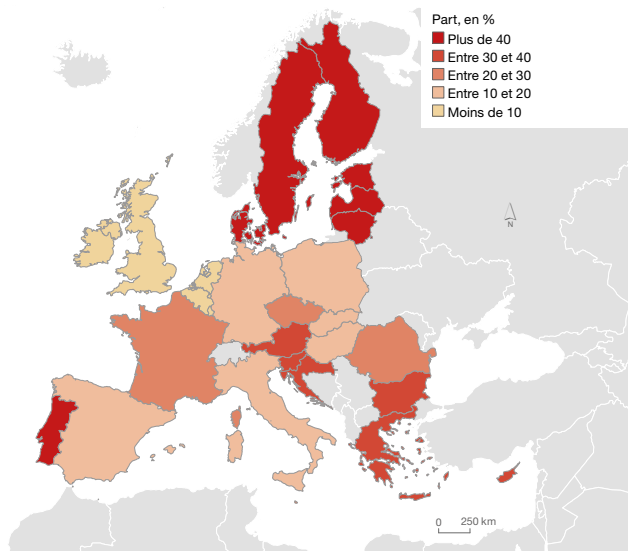 Part, en %
Plus de 40
Entre 30 et 40
Entre 20 et 30
Entre 10 et 20
Moins de 10
N
0 250 km